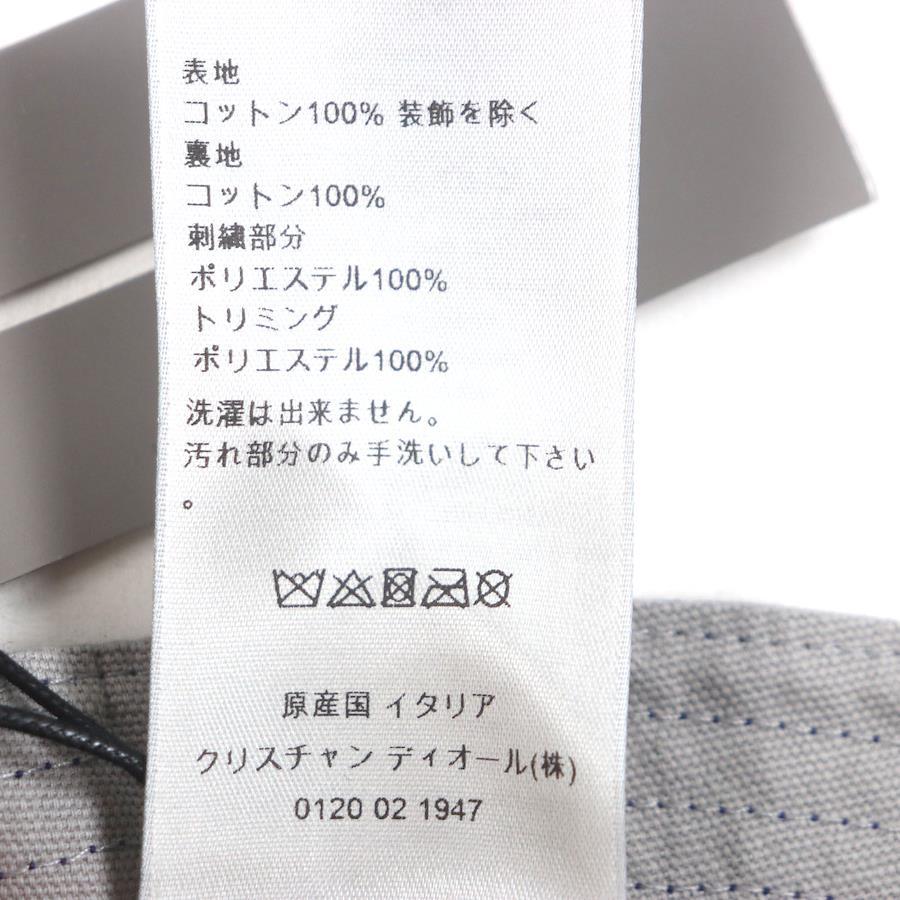 表地
コットン100% 装飾を除く
裏地
コットン100%
刺繍部分
ポリエステル100%
トリミング
ポリエステル100%
洗濯は出来ません。
汚れ部分のみ手洗いして下さい
。
原産国 イタリア
クリスチャン ディオール(株)
0120 02 1947